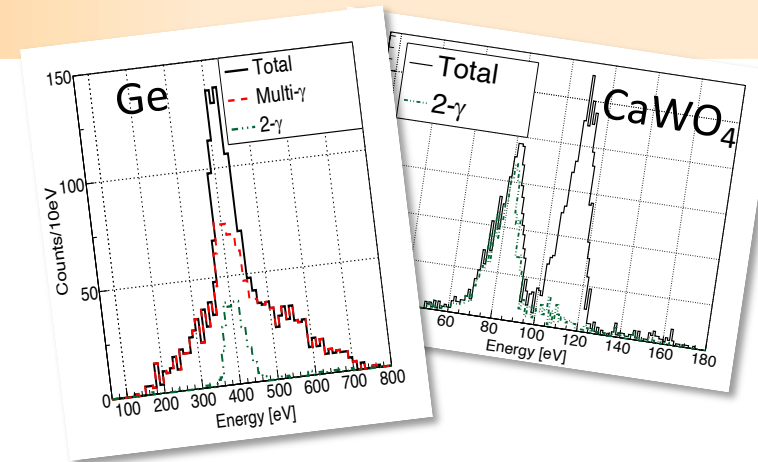 150
100
50
0
Counts/10eV
Ge
Total
Multi-γ
2-γ
100 200 300 400 500 600 700 800
Energy [eV]
Total
2-γ
CaWO₄
60 80 100 120 140 160 180
Energy [eV]